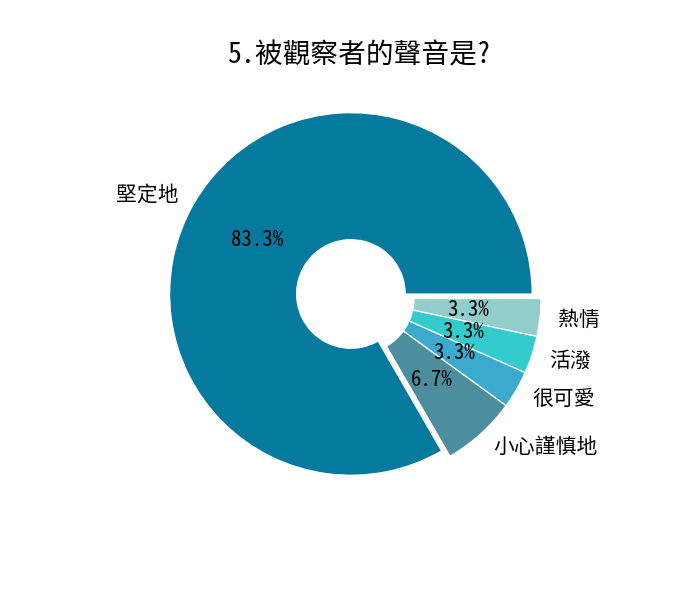 5.被觀察者的聲音是?
堅定地
83.3%
3.3%
熱情
3.3%
活潑
3.3%
很可愛
6.7%
小心謹慎地